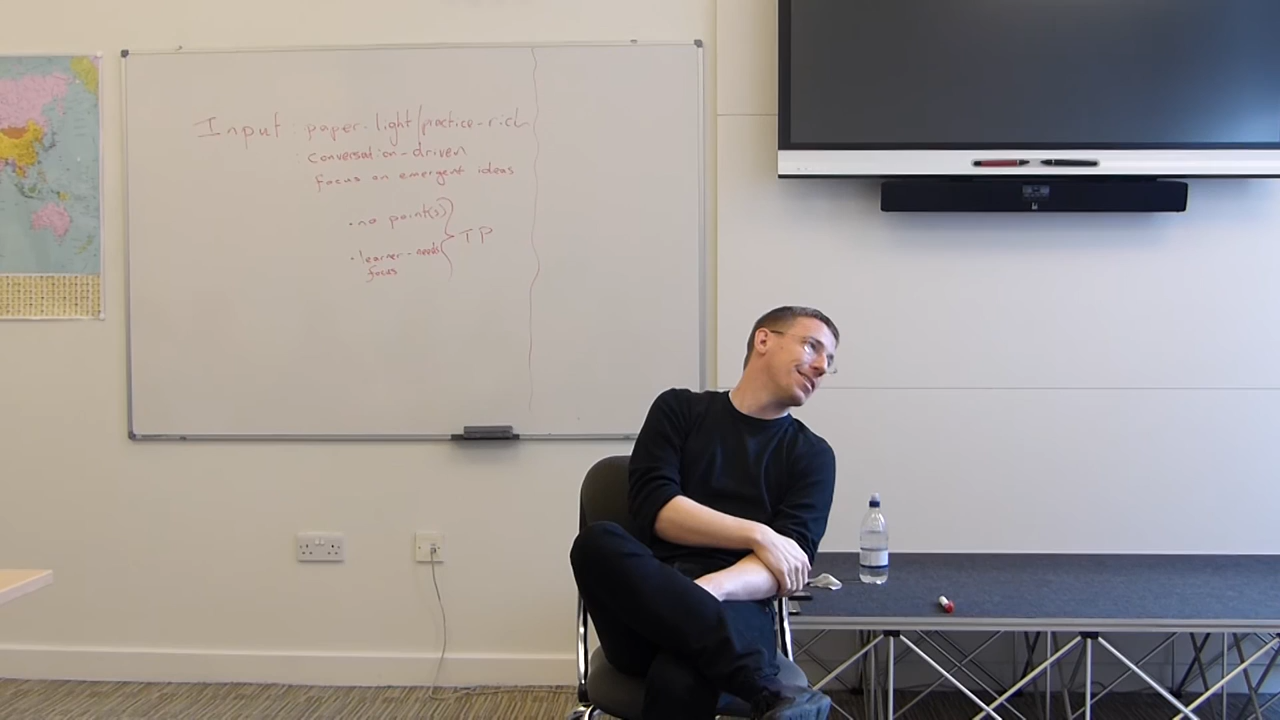 Input : paper-light/practice-rich
: conversation-driven
focus on emergent ideas
• no point(s)
} TP
• learner-needs
focus